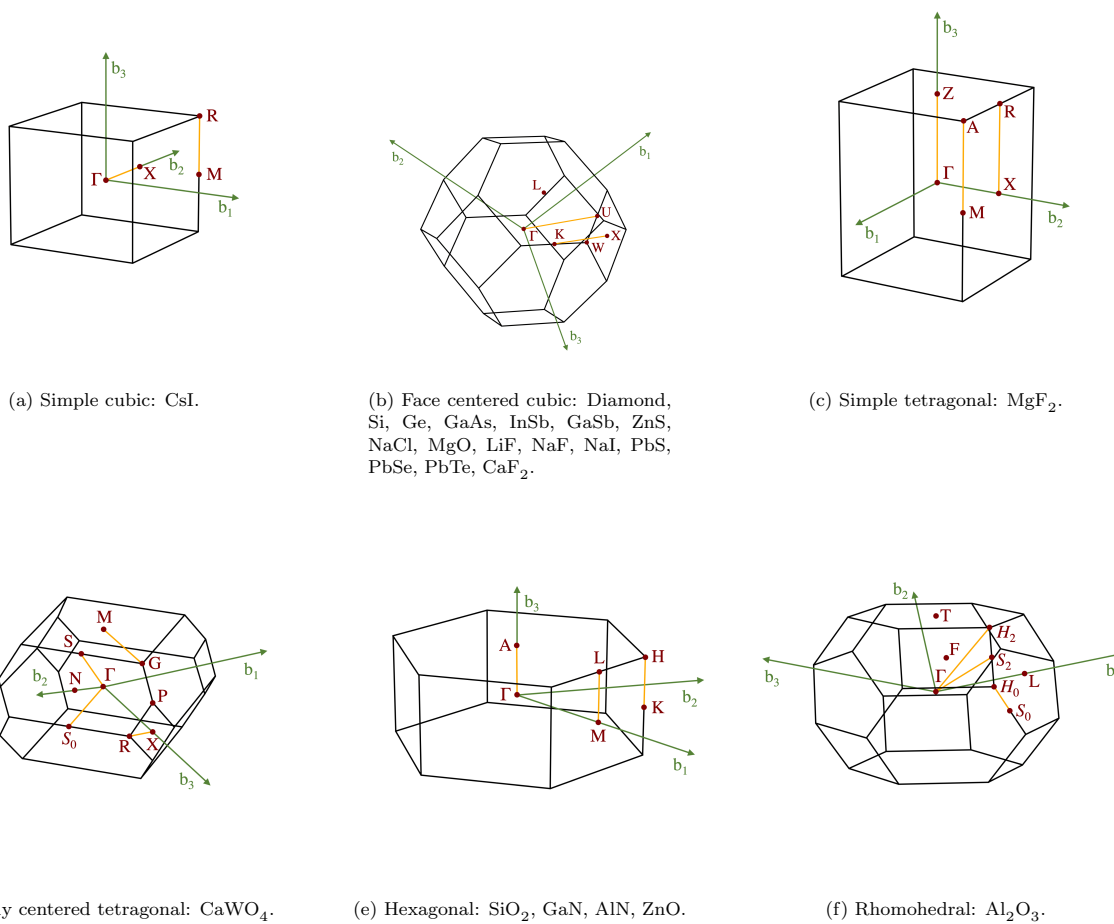 b₃
R
Γ
X
b₂
M
b₁
b₂
b₁
L
U
Γ
K
X
W
b₃
b₃
Z
R
A
Γ
X
M
b₂
b₁
(a) Simple cubic: CsI.
(b) Face centered cubic: Diamond,
Si, Ge, GaAs, InSb, GaSb, ZnS,
NaCl, MgO, LiF, NaF, NaI, PbS,
PbSe, PbTe, CaF₂.
(c) Simple tetragonal: MgF₂.
M
S
G
b₁
b₂
N
Γ
P
S₀
R
X
b₃
b₃
A
L
H
Γ
b₂
K
M
b₁
b₂
T
H₂
F
S₂
b₃
Γ
H₀
L
S₀
b
y centered tetragonal: CaWO₄.
(e) Hexagonal: SiO₂, GaN, AlN, ZnO.
(f) Rhomohedral: Al₂O₃.